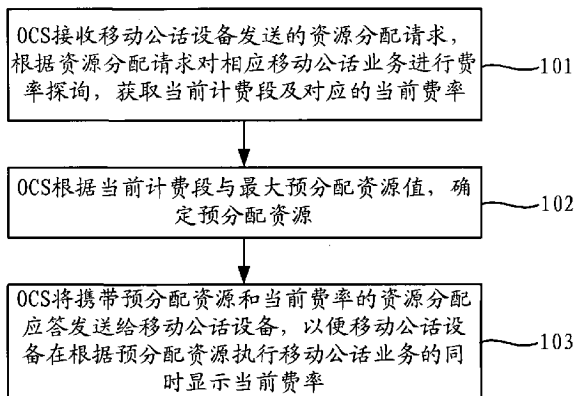 OCS接收移动公话设备发送的资源分配请求,
根据资源分配请求对相应移动公话业务进行费
率探询, 获取当前计费段及对应的当前费率
101
OCS根据当前计费段与最大预分配资源值, 确
定预分配资源
102
OCS将携带预分配资源和当前费率的资源分配
应答发送给移动公话设备, 以便移动公话设
备在根据预分配资源执行移动公话业务的同
时显示当前费率
103